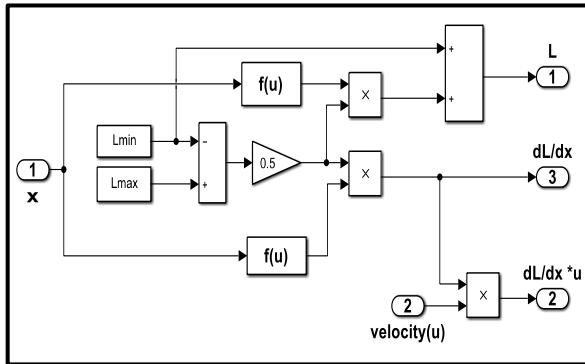 L
1
+
+
f(u)
x
Lmin
Lmax
-
+
0.5
1
x
x
dL/dx
3
f(u)
x
dL/dx *u
2
2
velocity(u)